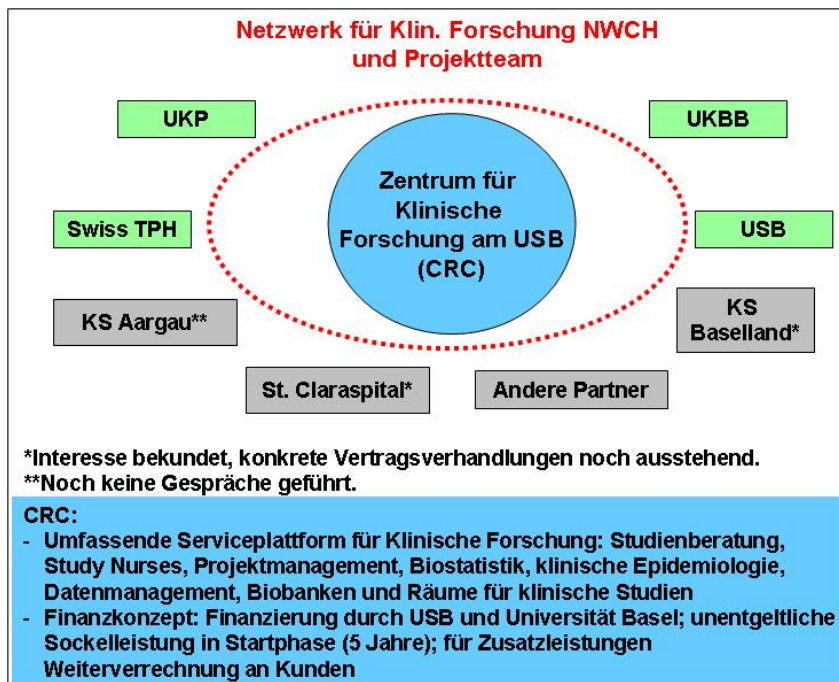 Netzwerk für Klin. Forschung NWCH
und Projektteam
UKP
UKBB
Zentrum für
Klinische
Forschung am USB
(CRC)
Swiss TPH
USB
KS Aargau**
KS
Baselland*
St. Claraspital*
Andere Partner
*Interesse bekundet, konkrete Vertragsverhandlungen noch ausstehend.
**Noch keine Gespräche geführt.
CRC:
- Umfassende Serviceplattform für Klinische Forschung: Studienberatung,
Study Nurses, Projektmanagement, Biostatistik, klinische Epidemiologie,
Datenmanagement, Biobanken und Räume für klinische Studien
- Finanzkonzept: Finanzierung durch USB und Universität Basel; unentgeltliche
Sockelleistung in Startphase (5 Jahre); für Zusatzleistungen
Weiterverrechnung an Kunden